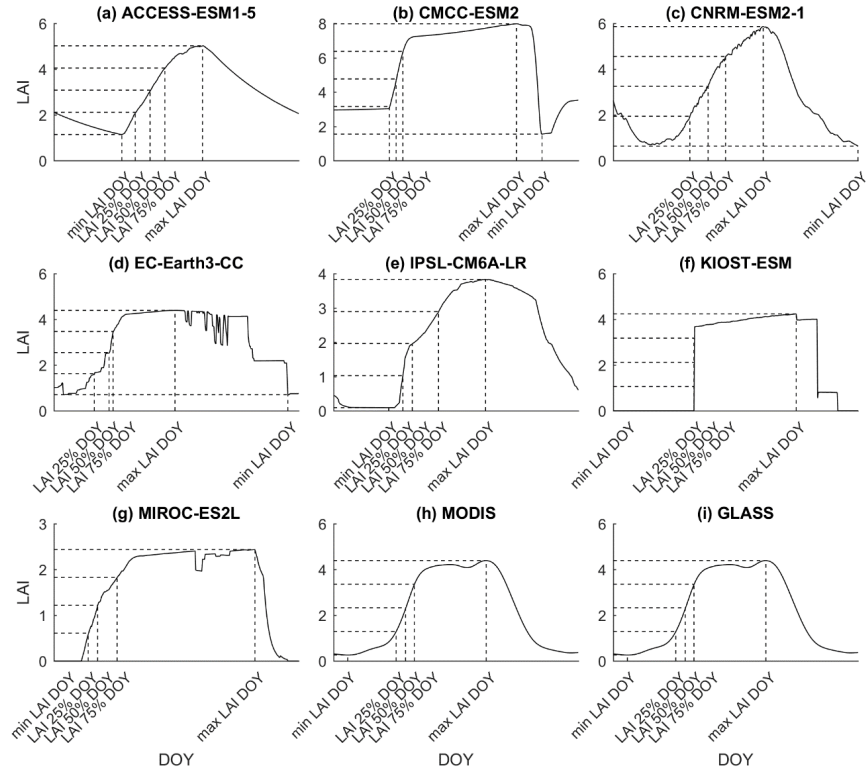 (a) ACCESS-ESM1-5
(b) CMCC-ESM2
(c) CNRM-ESM2-1
LAI
6
4
2
0
min LAI DOY
LAI 25% DOY
LAI 50% DOY
LAI 75% DOY
max LAI DOY
8
6
4
2
0
LAI 25% DOY
LAI 50% DOY
LAI 75% DOY
max LAI DOY
min LAI DOY
6
4
2
0
LAI 25% DOY
LAI 50% DOY
LAI 75% DOY
max LAI DOY
min LAI DOY
(d) EC-Earth3-CC
(e) IPSL-CM6A-LR
(f) KIOST-ESM
LAI
6
4
2
0
LAI 25% DOY
LAI 50% DOY
LAI 75% DOY
max LAI DOY
min LAI DOY
4
3
2
1
0
min LAI DOY
LAI 25% DOY
LAI 50% DOY
LAI 75% DOY
max LAI DOY
6
4
2
0
min LAI DOY
LAI 25% DOY
LAI 50% DOY
LAI 75% DOY
max LAI DOY
(g) MIROC-ES2L
(h) MODIS
(i) GLASS
LAI
3
2
1
0
min LAI DOY
LAI 25% DOY
LAI 50% DOY
LAI 75% DOY
max LAI DOY
DOY
6
4
2
0
min LAI DOY
LAI 25% DOY
LAI 50% DOY
LAI 75% DOY
max LAI DOY
DOY
6
4
2
0
min LAI DOY
LAI 25% DOY
LAI 50% DOY
LAI 75% DOY
max LAI DOY
DOY